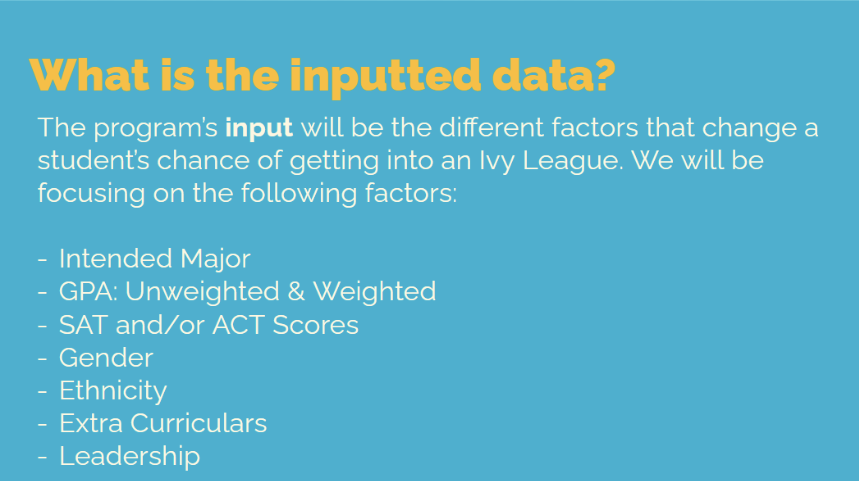 What is the inputted data?
The program's input will be the different factors that change a
student's chance of getting into an Ivy League. We will be
focusing on the following factors:
- Intended Major
- GPA: Unweighted & Weighted
- SAT and/or ACT Scores
- Gender
- Ethnicity
- Extra Curriculars
- Leadership